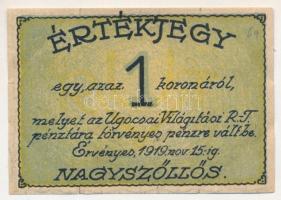 ÉRTÉKJEGY
1
egy, azaz koronáról,
melyet az Ugocsai Világítási R.-T.
pénztára törvényes pénzre vált be.
Érvényes, 1919. nov. 15.-ig.
NAGYSZŐLLŐS.